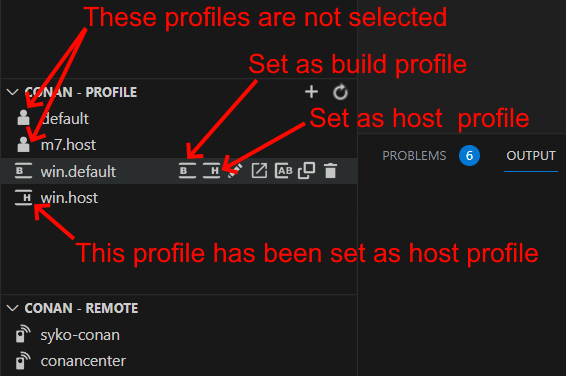 These profiles are not selected
Set as build profile
CONAN - PROFILE
default
Set as host profile
m7.host
PROBLEMS 6 OUTPUT
B win.default B H AB
H win.host
This profile has been set as host profile
CONAN - REMOTE
syko-conan
conancenter